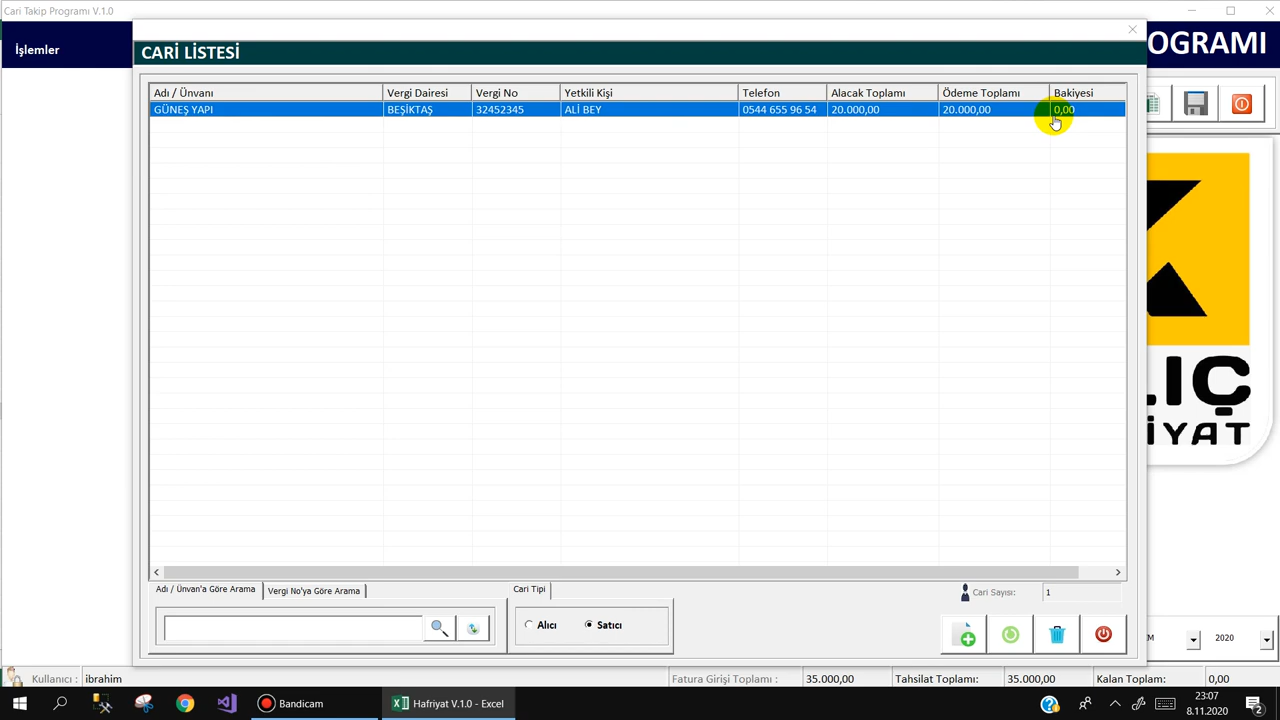 Cari Takip Programı V.1.0
İşlemler
OGRAMI
CARİ LİSTESİ
Adı / Ünvanı Vergi Dairesi Vergi No Yetkili Kişi Telefon Alacak Toplamı Ödeme Toplamı Bakiyesi
GÜNEŞ YAPI BEŞİKTAŞ 32452345 ALİ BEY 0544 655 96 54 20.000,00 20.000,00 0,00
LIÇ
İYAT
Adı / Ünvan'a Göre Arama Vergi No'ya Göre Arama Cari Tipi Cari Sayısı: 1
Alıcı Satıcı
M 2020
Kullanıcı : ibrahim Fatura Girişi Toplamı : 35.000,00 Tahsilat Toplamı: 35.000,00 Kalan Toplam: 0,00
Bandicam Hafriyat V.1.0 - Excel 23:07
8.11.2020 2